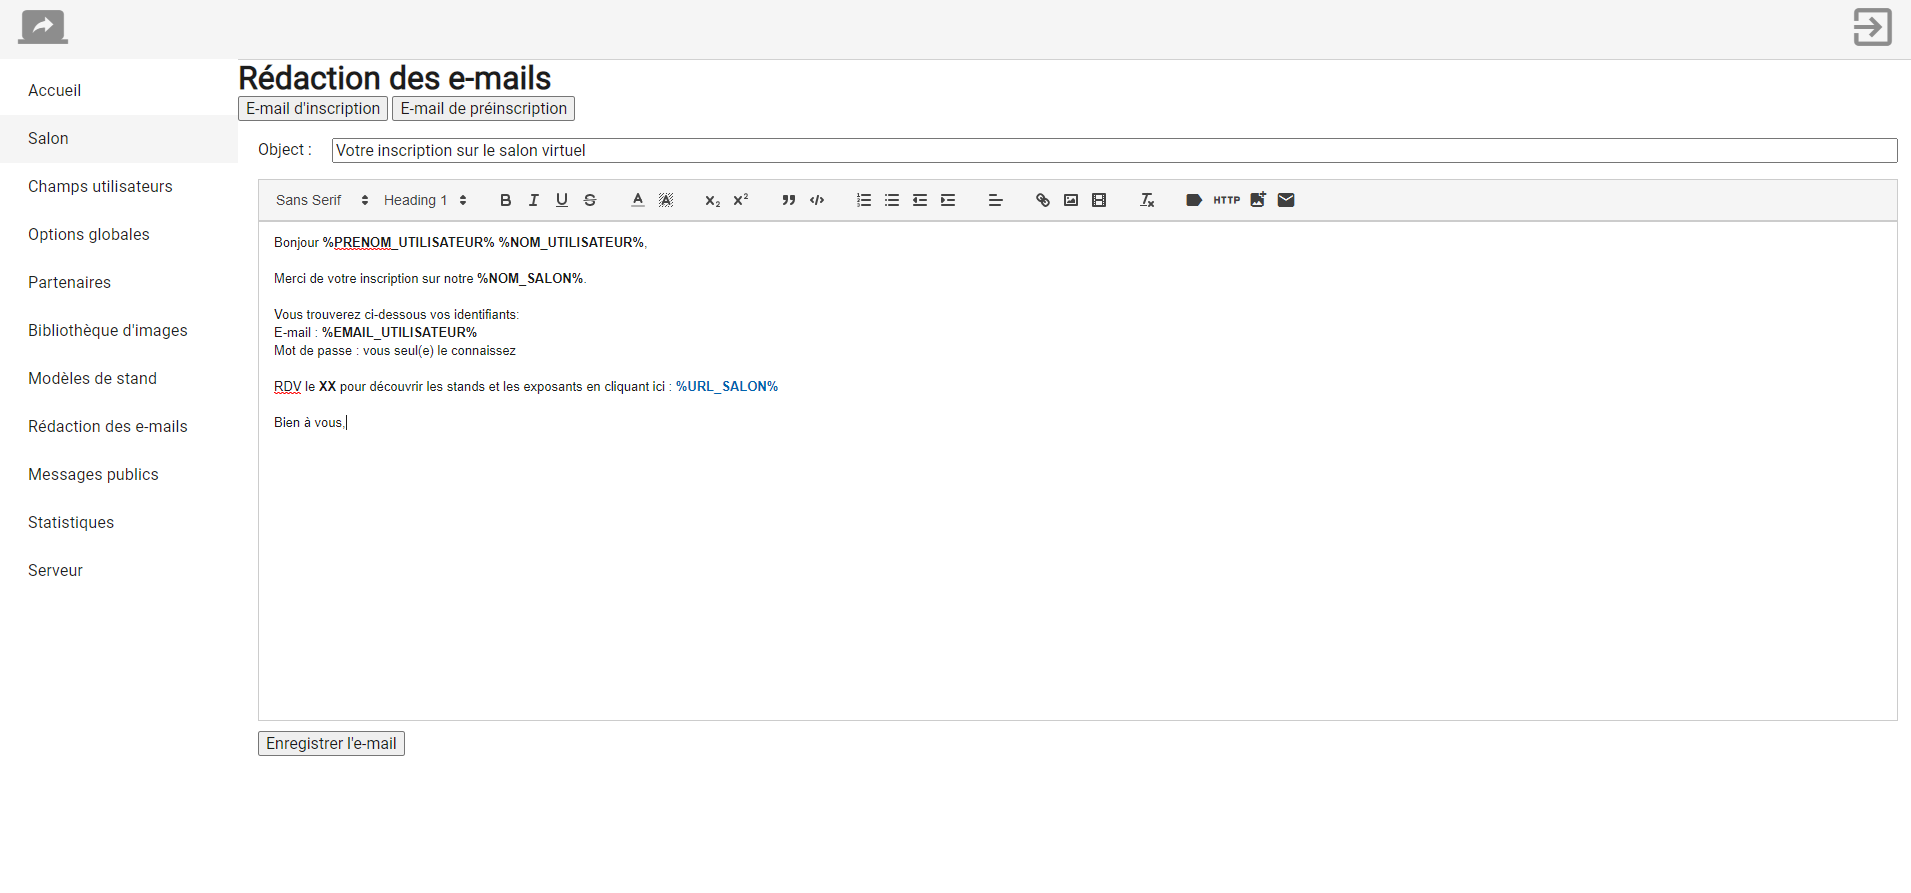 Accueil
Salon
Champs utilisateurs
Options globales
Partenaires
Bibliothèque d'images
Modèles de stand
Rédaction des e-mails
Messages publics
Statistiques
Serveur
Rédaction des e-mails
E-mail d'inscription E-mail de préinscription
Object : Votre inscription sur le salon virtuel
Sans Serif Heading 1 B I U S A A x₂ x² HTTP
Bonjour %PRENOM_UTILISATEUR% %NOM_UTILISATEUR%,
Merci de votre inscription sur notre %NOM_SALON%.
Vous trouverez ci-dessous vos identifiants:
E-mail : %EMAIL_UTILISATEUR%
Mot de passe : vous seul(e) le connaissez
RDV le XX pour découvrir les stands et les exposants en cliquant ici : %URL_SALON%
Bien à vous,
Enregistrer l'e-mail